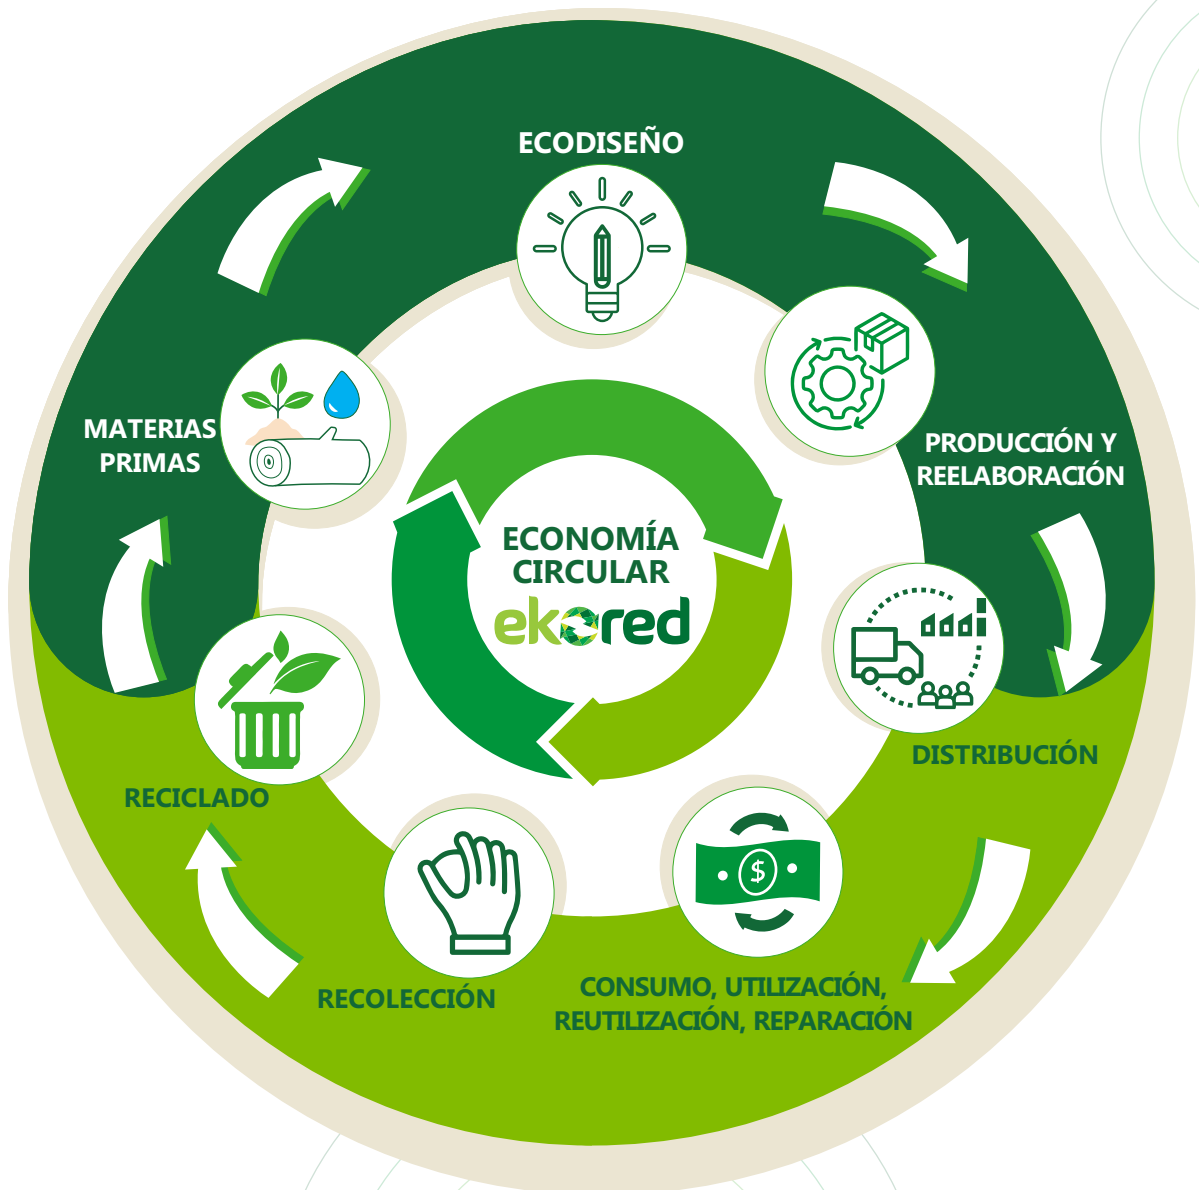 ECODISEÑO
MATERIAS
PRIMAS
PRODUCCIÓN Y
REELABORACIÓN
ECONOMÍA
CIRCULAR
ekored
DISTRIBUCIÓN
RECICLADO
$
RECOLECCIÓN
CONSUMO, UTILIZACIÓN,
REUTILIZACIÓN, REPARACIÓN